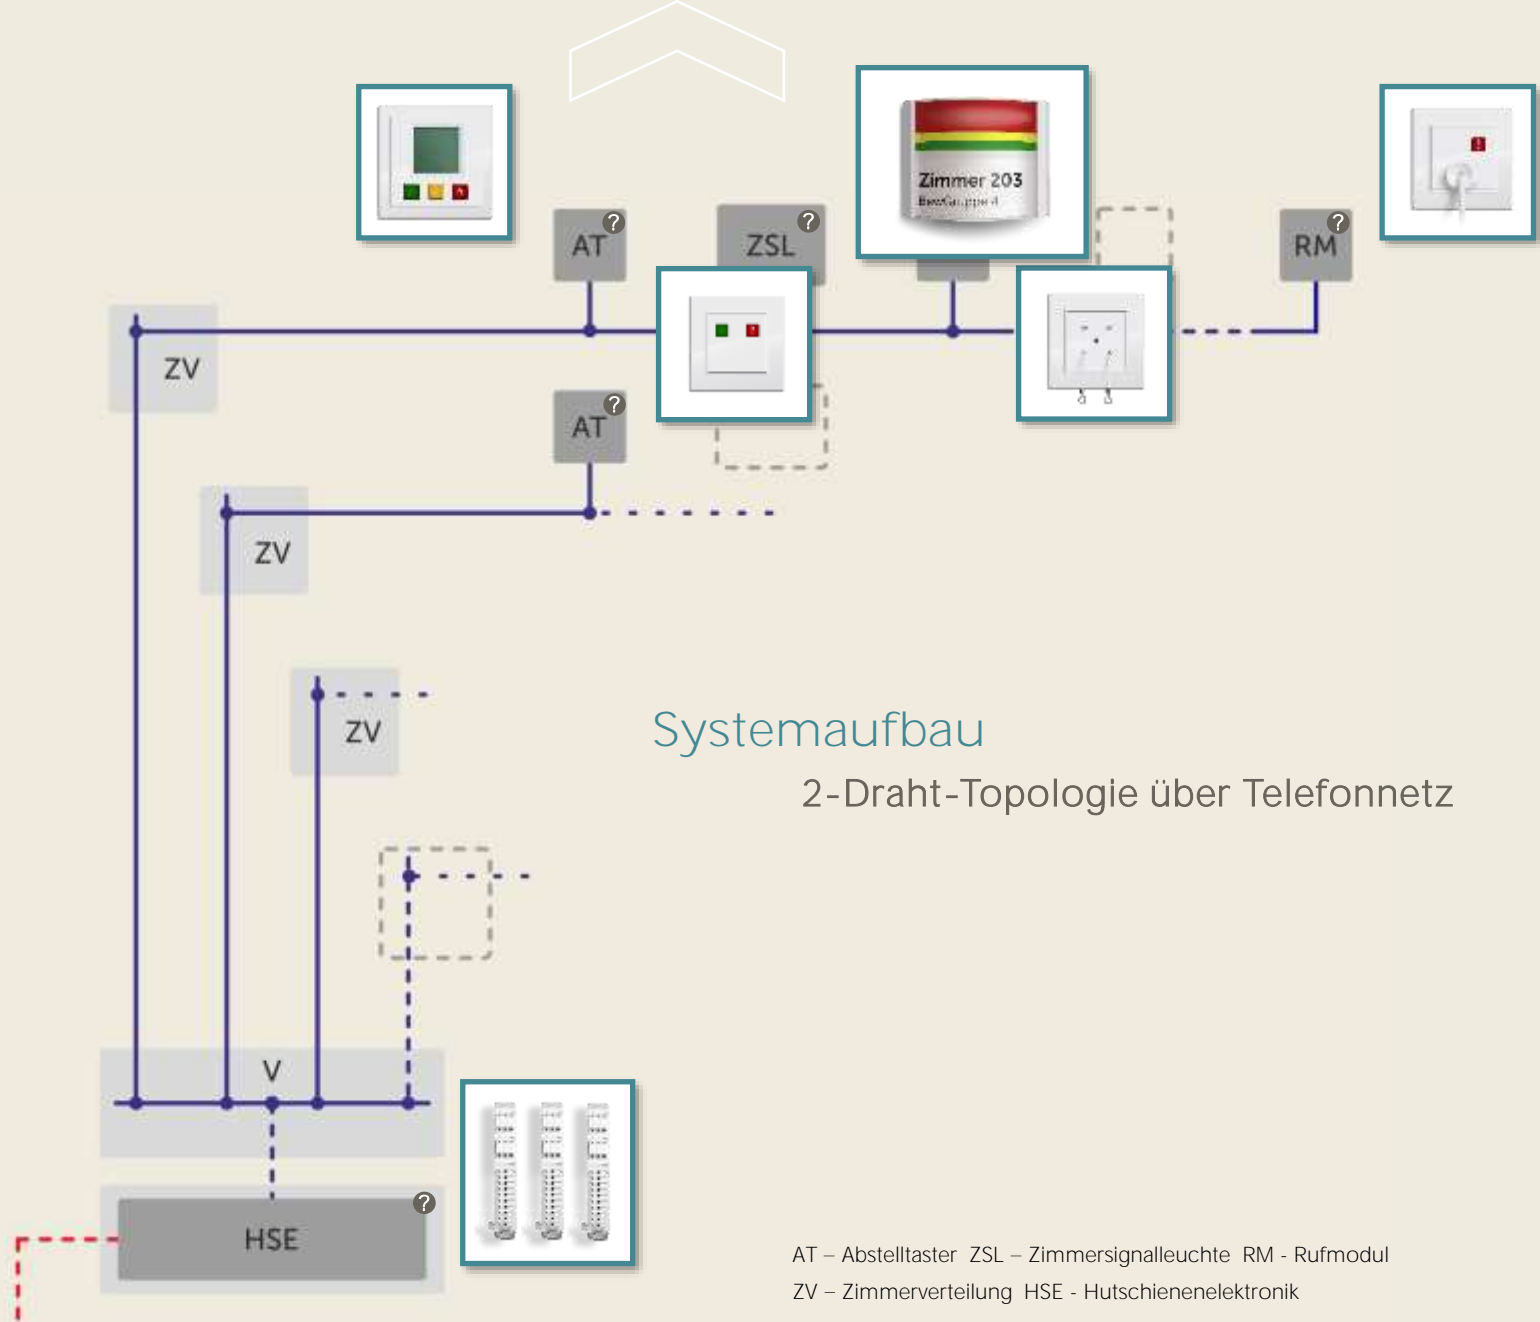 Zimmer 203
AT ?
ZSL ?
RM ?
ZV
AT ?
ZV
ZV
Systemaufbau
2-Draht-Topologie über Telefonnetz
V
HSE ?
AT – Abstelltaster ZSL – Zimmersignalleuchte RM - Rufmodul
ZV – Zimmerverteilung HSE - Hutschienenelektronik